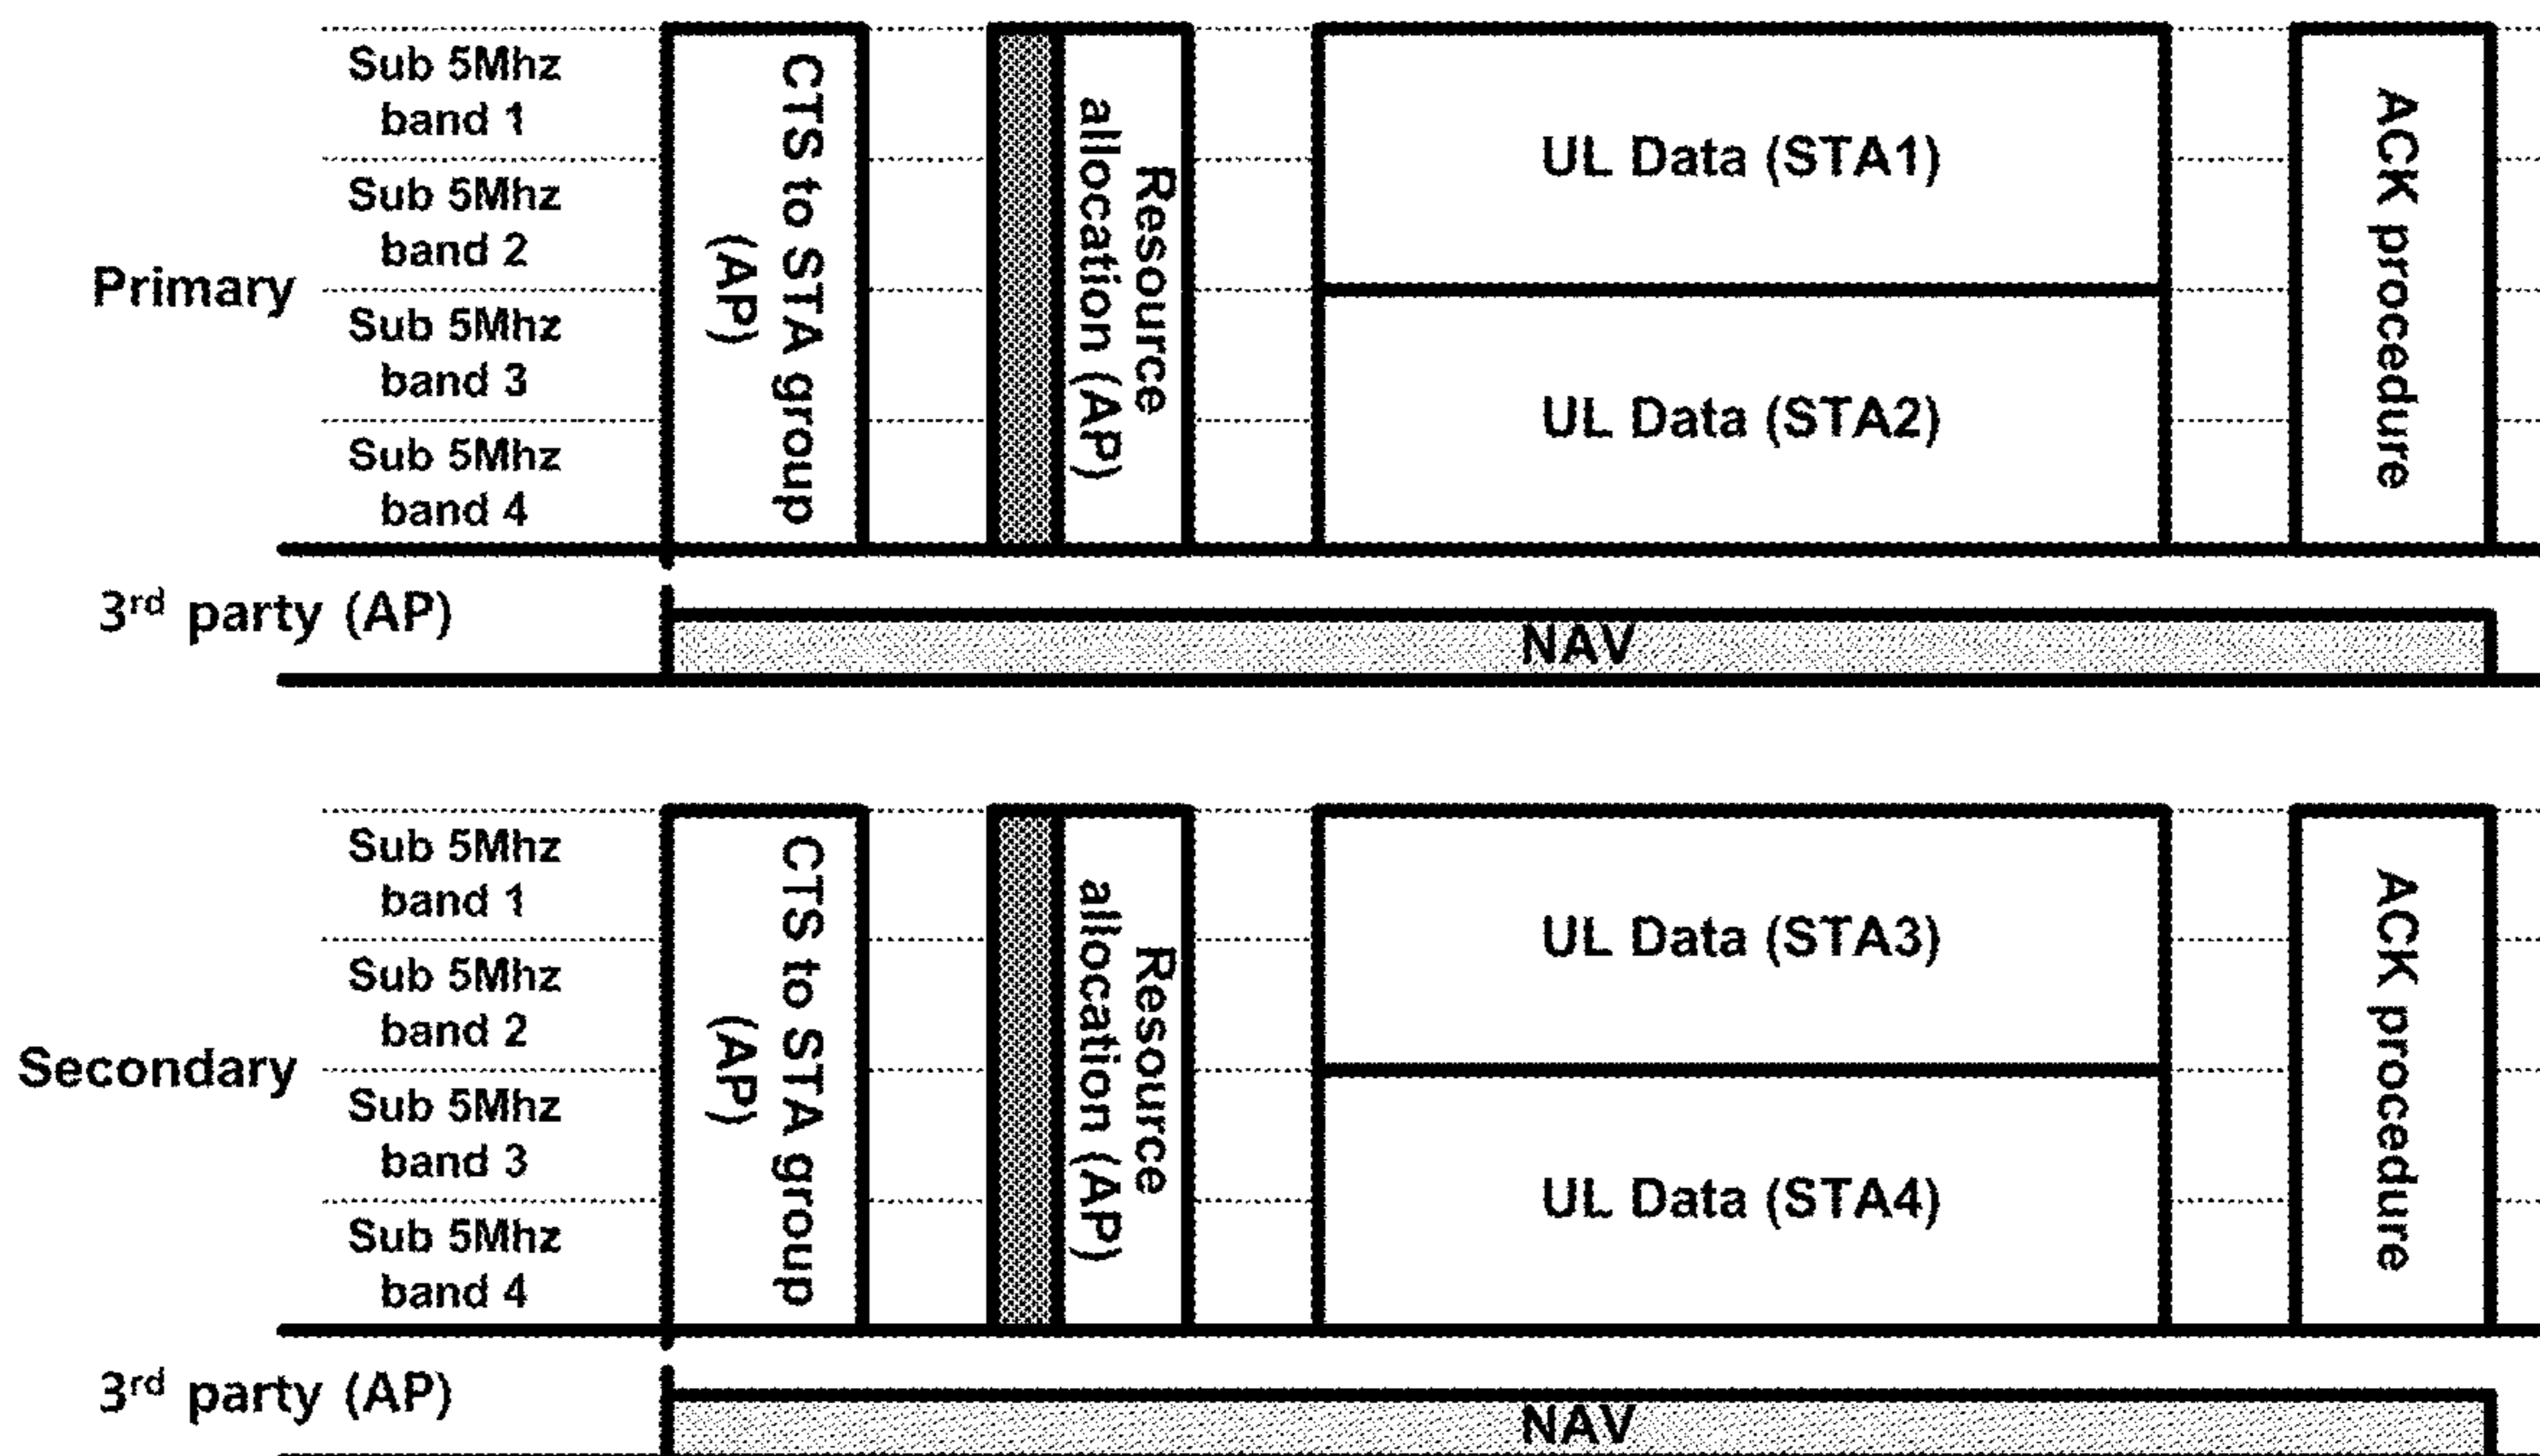 Primary
Sub 5Mhz
band 1
Sub 5Mhz
band 2
Sub 5Mhz
band 3
Sub 5Mhz
band 4
CTS to STA group
(AP)
Resource
allocation (AP)
UL Data (STA1)
UL Data (STA2)
ACK procedure
3rd party (AP)
NAV
Secondary
Sub 5Mhz
band 1
Sub 5Mhz
band 2
Sub 5Mhz
band 3
Sub 5Mhz
band 4
CTS to STA group
(AP)
Resource
allocation (AP)
UL Data (STA3)
UL Data (STA4)
ACK procedure
3rd party (AP)
NAV